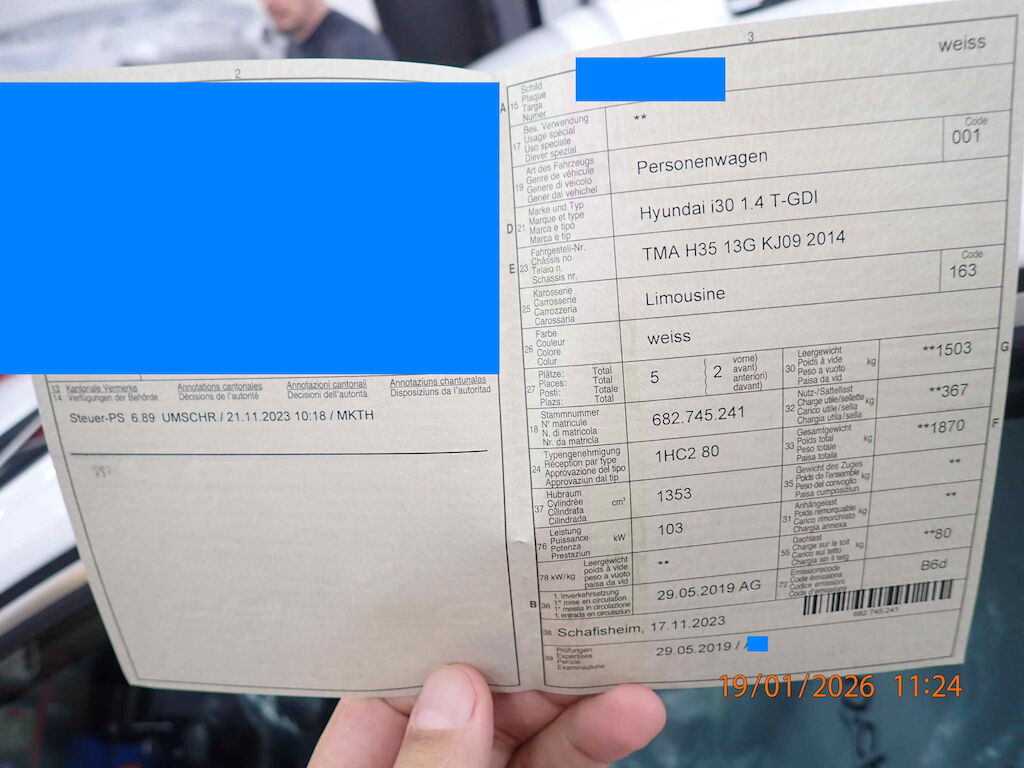 2
13 Kantonale Vermerke Annotations cantonales Annotazioni cantonali Annotaziuns chantunalas
14 Verfügungen der Behörde Décisions de l'autorité Decisioni dell'autorità Disposiziuns da l'autoritad
Steuer-PS 6.89 UMSCHR / 21.11.2023 10:18 / MKTH
3
weiss
A 15 Schild
Plaque
Targa
Numer
17 Bes. Verwendung
Usage spécial
Uso speciale
Diever spezial
**
19 Art des Fahrzeugs
Genre de véhicule
Genere di veicolo
Gener dal vehichel
Personenwagen
Code
001
D 21 Marke und Typ
Marque et type
Marca e tipo
Marca e tip
Hyundai i30 1.4 T-GDI
E 23 Fahrgestell-Nr.
Châssis no
Telaio n.
Schassis nr.
TMA H35 13G KJ09 2014
25 Karosserie
Carrosserie
Carrozzeria
Carossaria
Limousine
Code
163
26 Farbe
Couleur
Colore
Colur
weiss
27 Plätze: Total
Places: Total
Posti: Totale
Plazs: Total
5
( 2 vorne)
avant)
anteriori)
davant)
30 Leergewicht
Poids à vide kg
Peso a vuoto
Paisa da vid
**1503
G
18 Stammnummer
N° matricule
N. di matricola
Nr. da matricla
682.745.241
32 Nutz-/Sattellast
Charge utile/sellette kg
Carico utile/sella
Chargia utila/sella
**367
24 Typengenehmigung
Réception par type
Approvazione del tipo
Approvaziun dal tip
1HC2 80
33 Gesamtgewicht
Poids total kg
Peso totale
Paisa totala
**1870
F
37 Hubraum
Cylindrée cm³
Cilindrata
Cilindrada
1353
35 Gewicht des Zuges
Poids de l'ensemble kg
Peso del convoglio
Paisa cumposiziun
**
76 Leistung
Puissance kW
Potenza
Prestaziun
103
31 Anhängelast
Poids remorquable kg
Carico rimorchiato
Chargia annexa
**
78 kW/kg Leergewicht
poids à vide
peso a vuoto
paisa da vid
**
55 Dachlast
Charge sur le toit kg
Carico sul tetto
Chargia sin il tetg
**80
B 36 1. Inverkehrsetzung
1re mise en circulation
1a messa in circolazione
1. entrada en circulaziun
29.05.2019 AG
72 Emissionscode
Code émissions
Codice emissioni
Code d'emissiuns
B6d
682.745.241
38 Schafisheim, 17.11.2023
39 Prüfungen
Expertises
Perizie
Examinaziuns
29.05.2019 /
19/01/2026 11:24